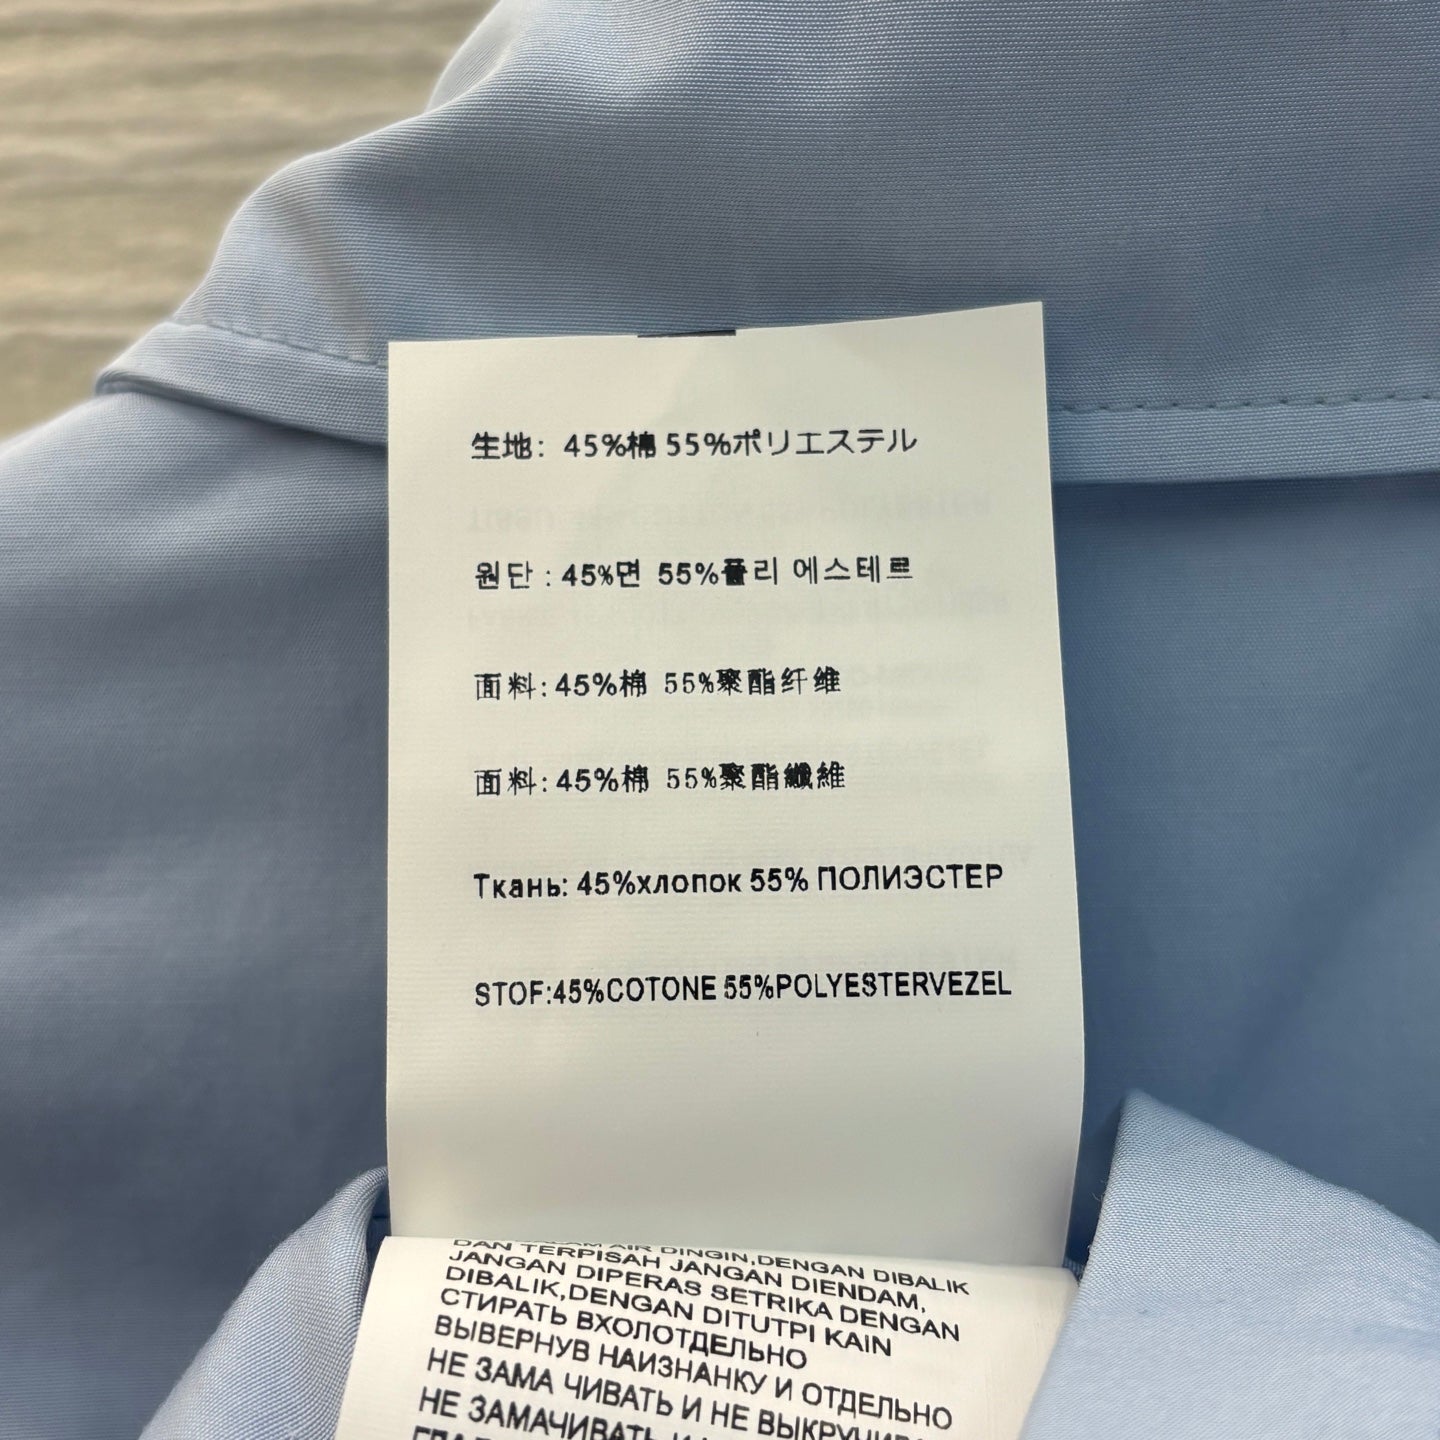 生地: 45%棉 55%ポリエステル
원단 : 45%면 55%폴리 에스테르
面料: 45%棉 55%聚酯纤维
面料: 45%棉 55%聚酯纖維
Ткань: 45%хлопок 55% ПОЛИЭСТЕР
STOF:45%COTONE 55%POLYESTERVEZEL
AIR DINGIN,DENGAN DIBALIK
DAN TERPISAH JANGAN DIENDAM,
JANGAN DIPERAS SETRIKA DENGAN
DIBALIK,DENGAN DITUTPI KAIN
СТИРАТЬ ВХОЛОТДЕЛЬНО
ВЫВЕРНУВ НАИЗНАНКУ И ОТДЕЛЬНО
НЕ ЗАМА ЧИВАТЬ И НЕ
НЕ ЗАМАЧИВАТЬ И